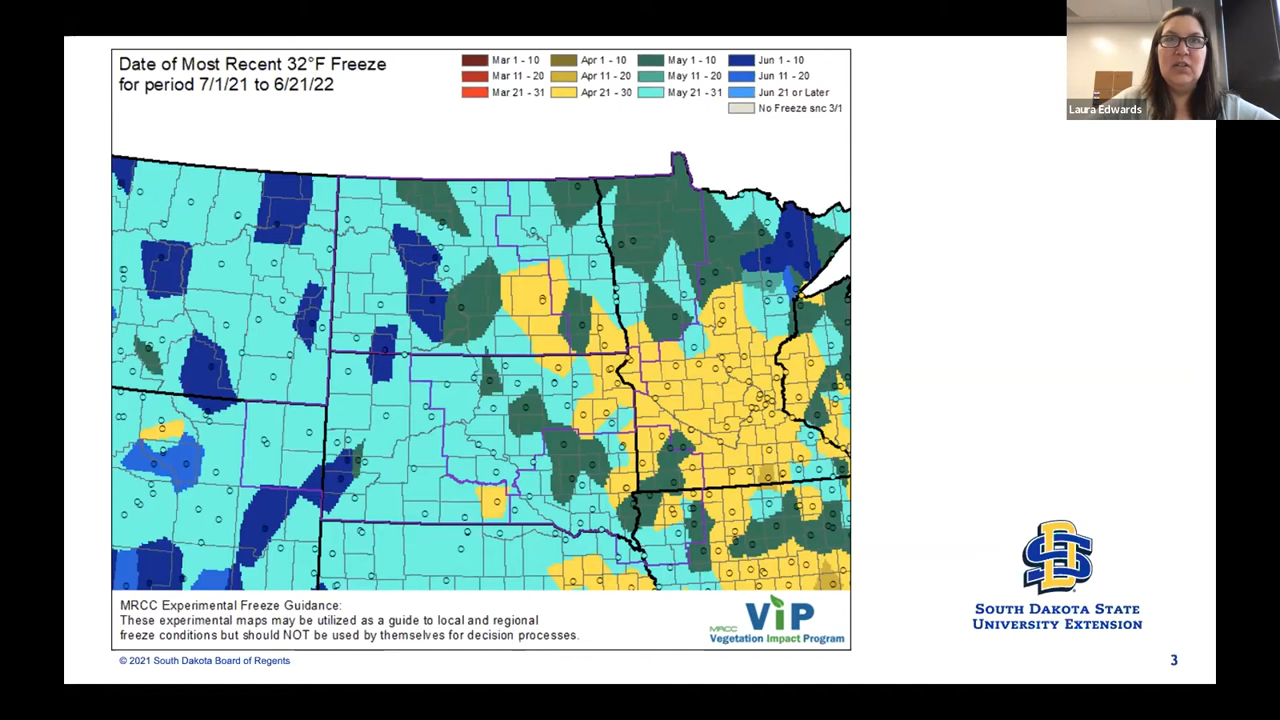 Date of Most Recent 32°F Freeze
for period 7/1/21 to 6/21/22
Mar 1 - 10
Mar 11 - 20
Mar 21 - 31
Apr 1 - 10
Apr 11 - 20
Apr 21 - 30
May 1 - 10
May 11 - 20
May 21 - 31
Jun 1 - 10
Jun 11 - 20
Jun 21 or Later
No Freeze snc 3/1
Laura Edwards
MRCC Experimental Freeze Guidance:
These experimental maps may be utilized as a guide to local and regional
freeze conditions but should NOT be used by themselves for decision processes.
MRCC ViP
Vegetation Impact Program
SD
SOUTH DAKOTA STATE
UNIVERSITY EXTENSION
© 2021 South Dakota Board of Regents
3